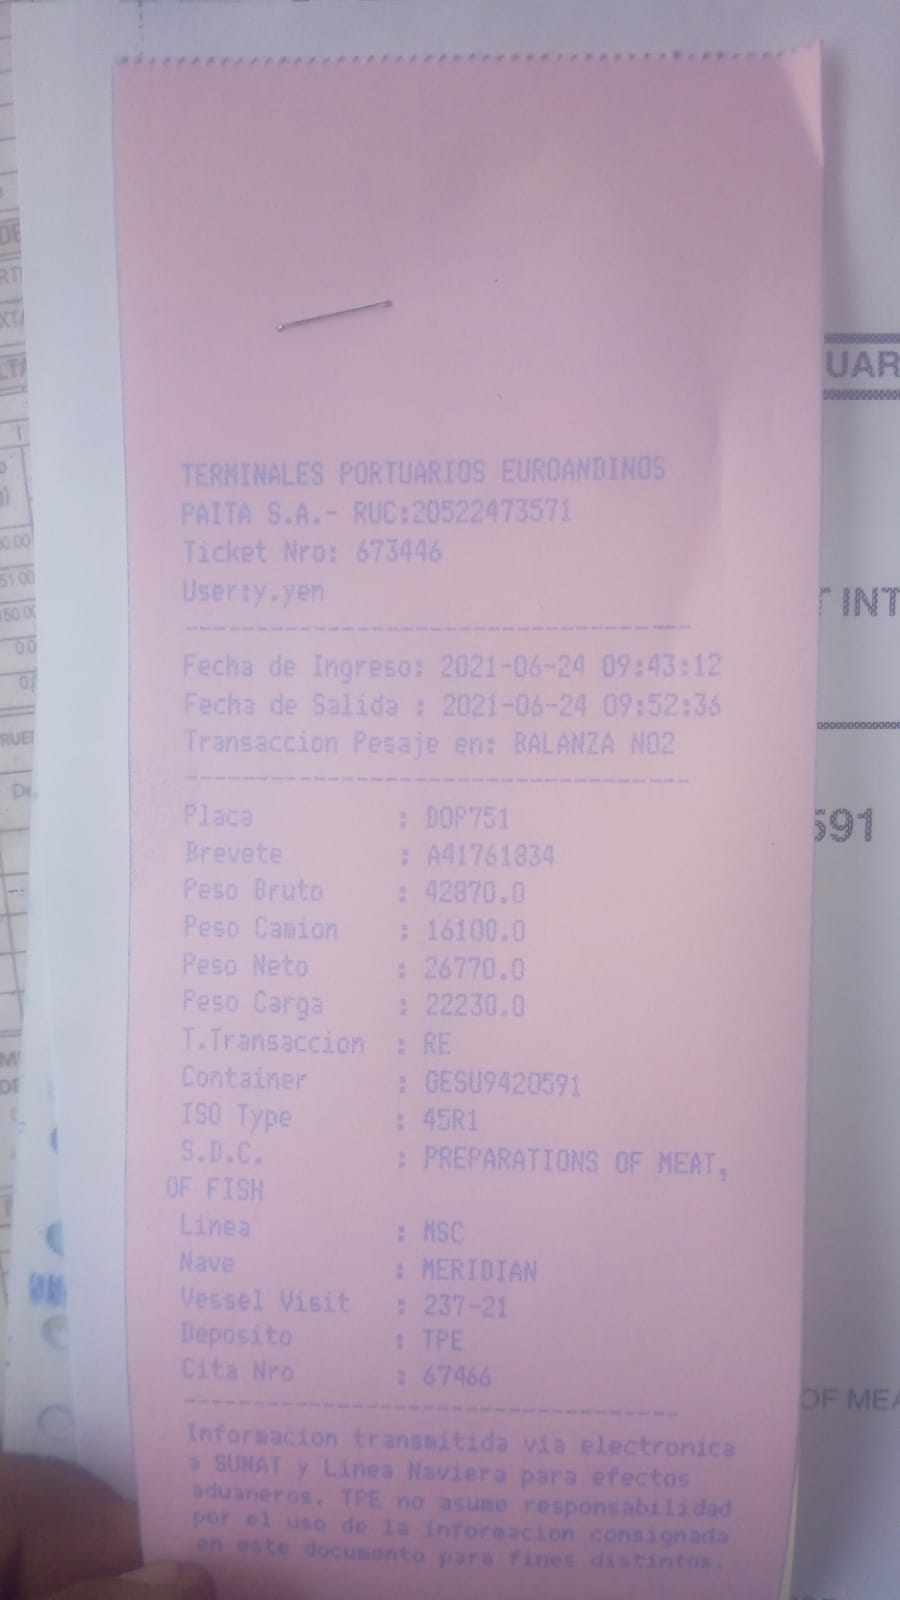 TERMINALES PORTUARIOS EUROANDINOS
PAITA S.A.- RUC:20522473571
Ticket Nro: 673446
User:y.yen
----------------------------------
Fecha de Ingreso: 2021-06-24 09:43:12
Fecha de Salida : 2021-06-24 09:52:36
Transaccion Pesaje en: BALANZA NO2
----------------------------------
Placa : DOP751
Brevete : A41761834
Peso Bruto : 42870.0
Peso Camion : 16100.0
Peso Neto : 26770.0
Peso Carga : 22230.0
T.Transaccion : RE
Container : GESU9420591
ISO Type : 45R1
S.D.C. : PREPARATIONS OF MEAT,
OF FISH
Linea : MSC
Nave : MERIDIAN
Vessel Visit : 237-21
Deposito : TPE
Cita Nro : 67466
----------------------------------
Informacion transmitida via electronica
a SUNAT y Linea Naviera para efectos
aduaneros. TPE no asume responsabilidad
por el uso de la informacion consignada
en este documento para fines distintos.
UAR
INT
591
OF MEA